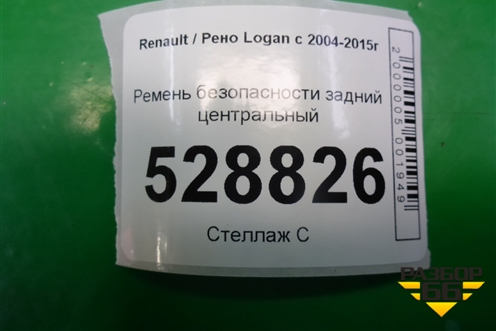 Renault / Рено Logan с 2004-2015г
Ремень безопасности задний
центральный
528826
Стеллаж С
2000005001949
РАЗБОР
66